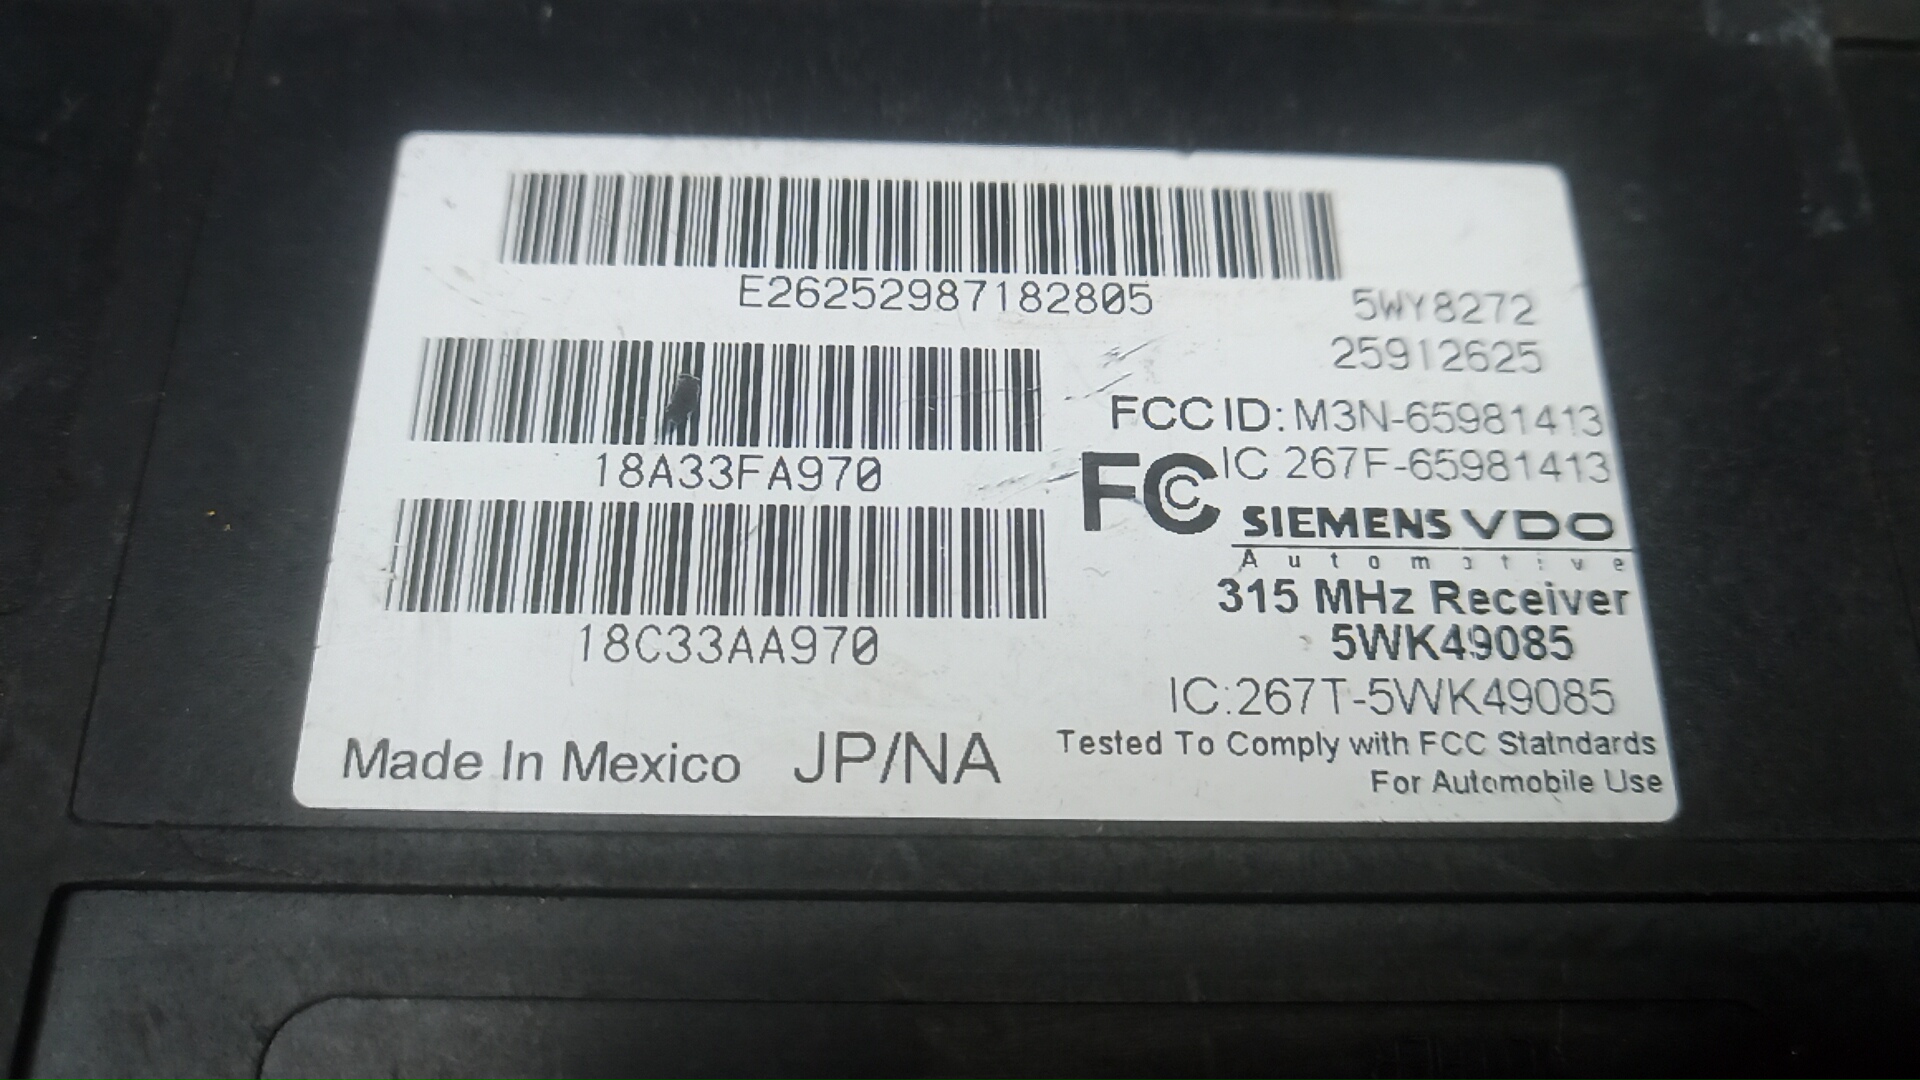 E26252987182805
5WY8272
25912625
18A33FA970
FCC ID: M3N-65981413
IC 267F-65981413
FC
SIEMENS VDO
Automotive
315 MHz Receiver
5WK49085
18C33AA970
IC:267T-5WK49085
Made In Mexico JP/NA
Tested To Comply with FCC Statndards
For Automobile Use